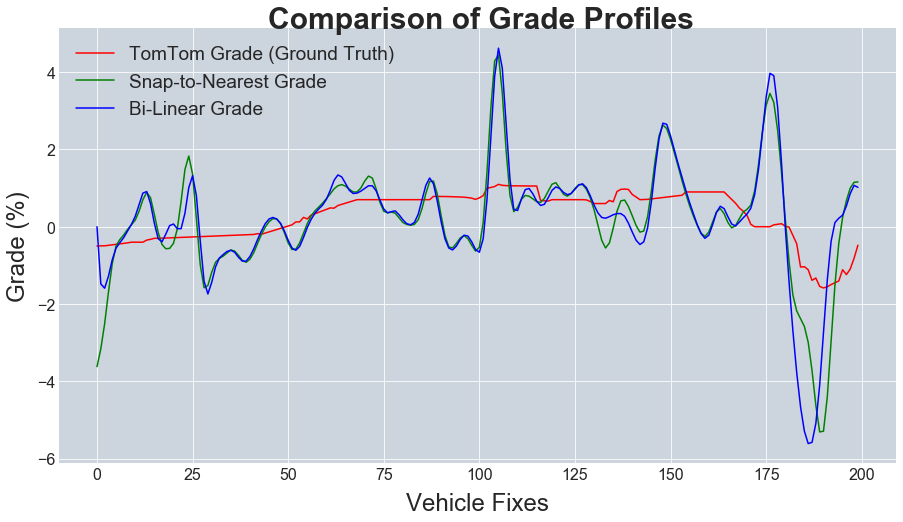 Comparison of Grade Profiles
TomTom Grade (Ground Truth)
Snap-to-Nearest Grade
Bi-Linear Grade
Grade (%)
4
2
0
−2
−4
−6
0 25 50 75 100 125 150 175 200
Vehicle Fixes